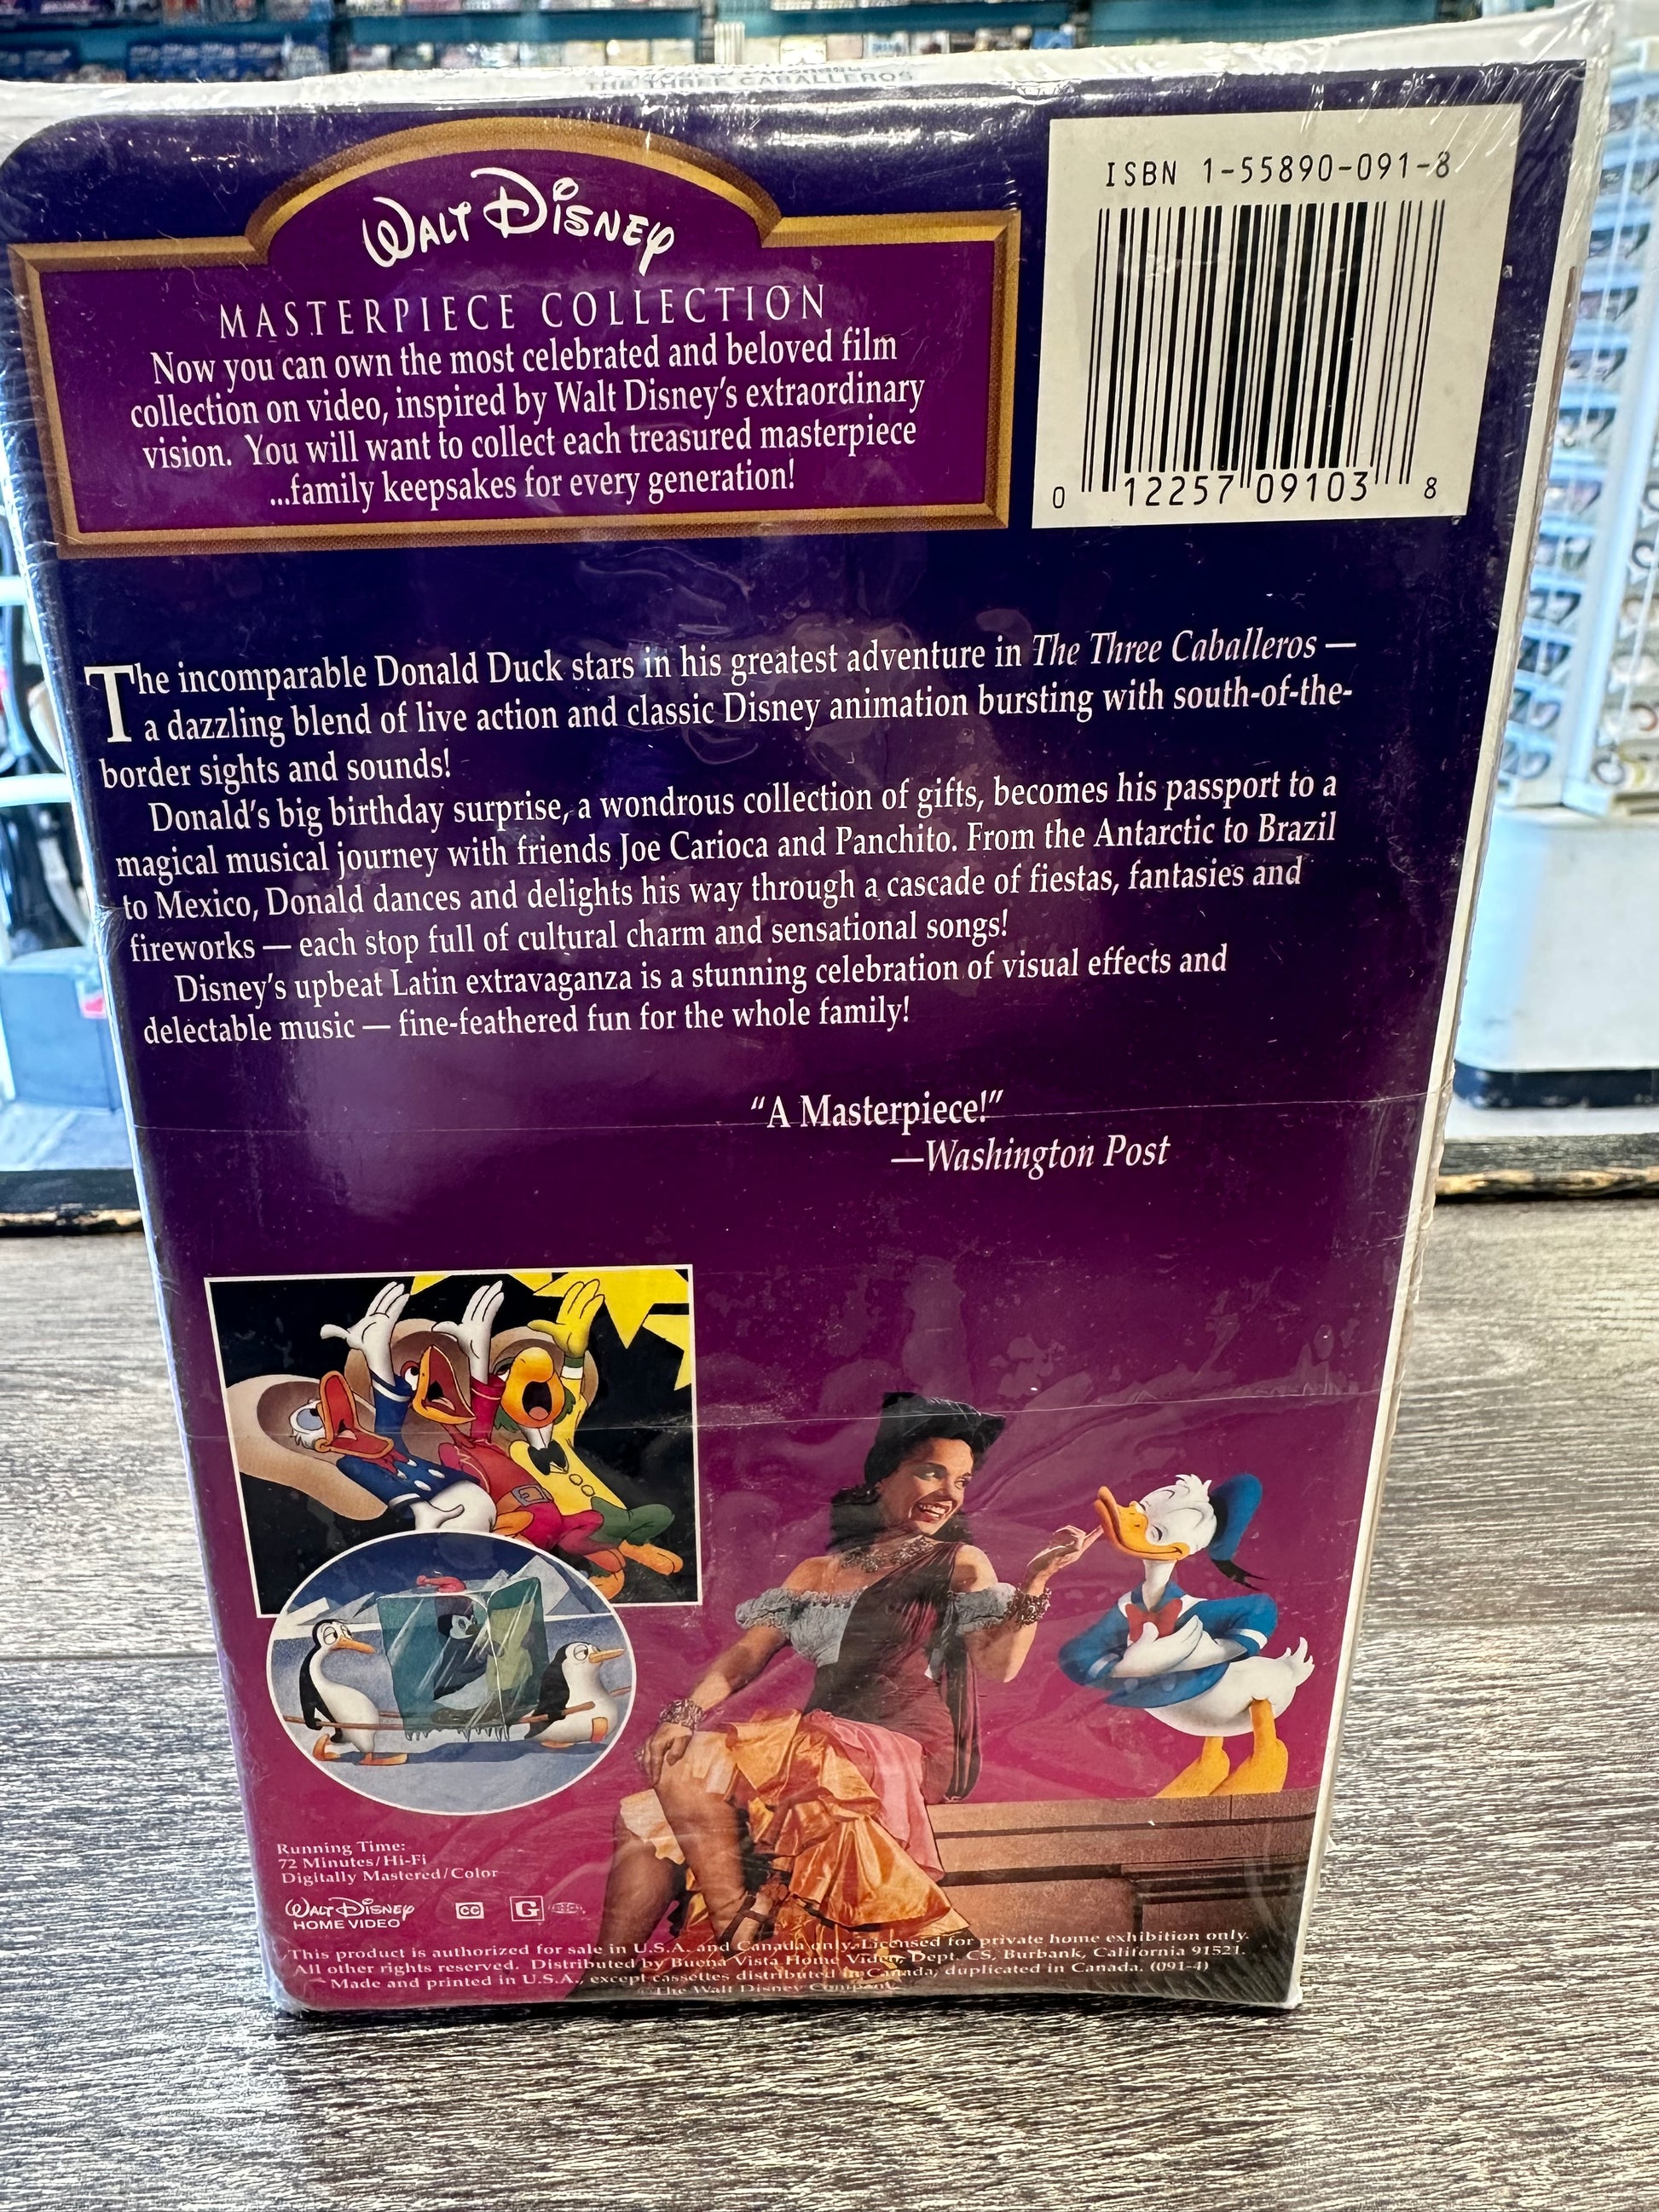 THE THREE CABALLEROS
WALT DISNEY
MASTERPIECE COLLECTION
Now you can own the most celebrated and beloved film
collection on video, inspired by Walt Disney's extraordinary
vision. You will want to collect each treasured masterpiece
...family keepsakes for every generation!
ISBN 1-55890-091-8
0 12257 09103 8
The incomparable Donald Duck stars in his greatest adventure in The Three Caballeros —
a dazzling blend of live action and classic Disney animation bursting with south-of-the-
border sights and sounds!
Donald's big birthday surprise, a wondrous collection of gifts, becomes his passport to a
magical musical journey with friends Joe Carioca and Panchito. From the Antarctic to Brazil
to Mexico, Donald dances and delights his way through a cascade of fiestas, fantasies and
fireworks — each stop full of cultural charm and sensational songs!
Disney's upbeat Latin extravaganza is a stunning celebration of visual effects and
delectable music — fine-feathered fun for the whole family!
"A Masterpiece!"
—Washington Post
Running Time:
72 Minutes/Hi-Fi
Digitally Mastered/Color
WALT DISNEY
HOME VIDEO
CC G
This product is authorized for sale in U.S.A. and Canada only. Licensed for private home exhibition only.
All other rights reserved. Distributed by Buena Vista Home Video, Dept. CS, Burbank, California 91521.
Made and printed in U.S.A. except cassettes distributed in Canada, duplicated in Canada. (091-4)
©The Walt Disney Company